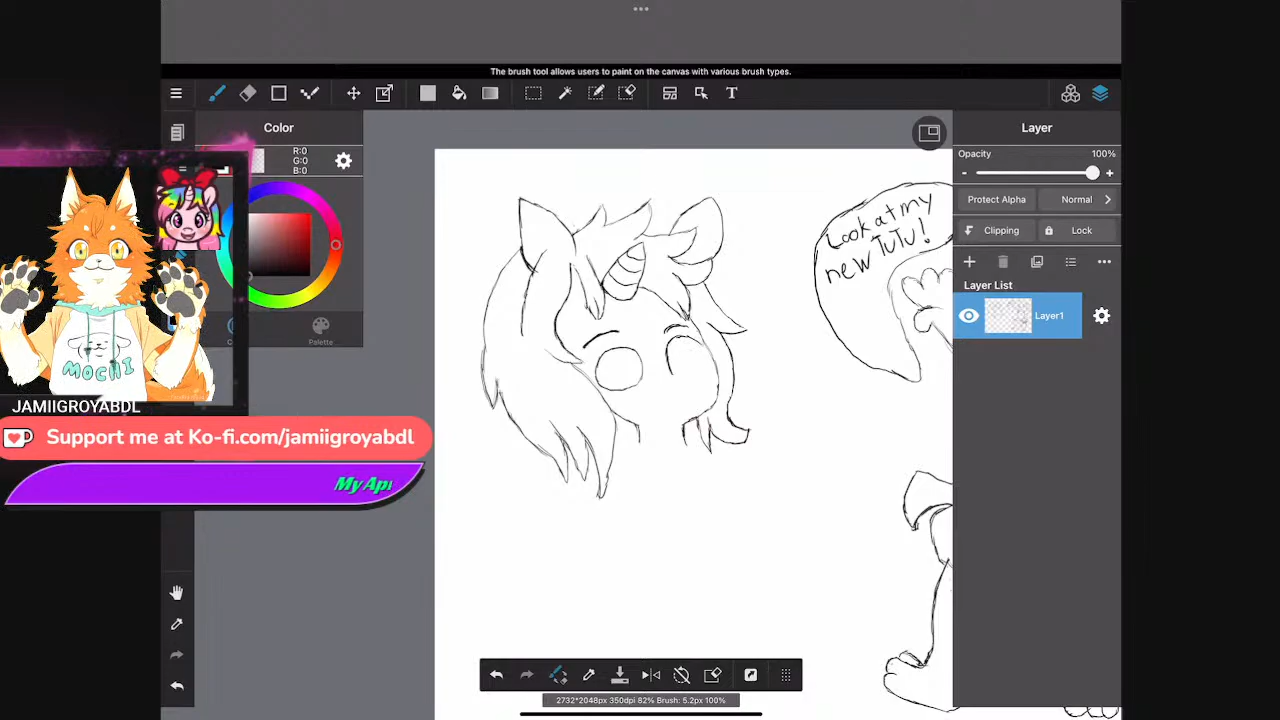 The brush tool allows users to paint on the canvas with various brush types.
Color
R:0
G:0
B:0
Layer
Opacity 100%
Protect Alpha
Normal
Clipping
Lock
Layer List
Layer1
Palette
Look at my
new TuTu!
MOCHI
JAMIIGROYABDL
Support me at Ko-fi.com/jamiigroyabdl
My Api
2732*2048px 350dpi 82% Brush: 5.2px 100%